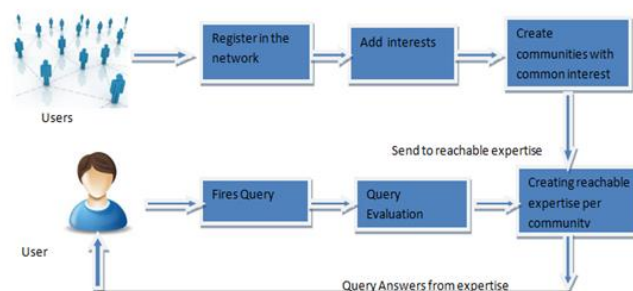 Register in the
network
Add interests
Create
communities with
common interest
Users
Send to reachable expertise
Fires Query
Query
Evaluation
Creating reachable
expertise per
community
User
Query Answers from expertise